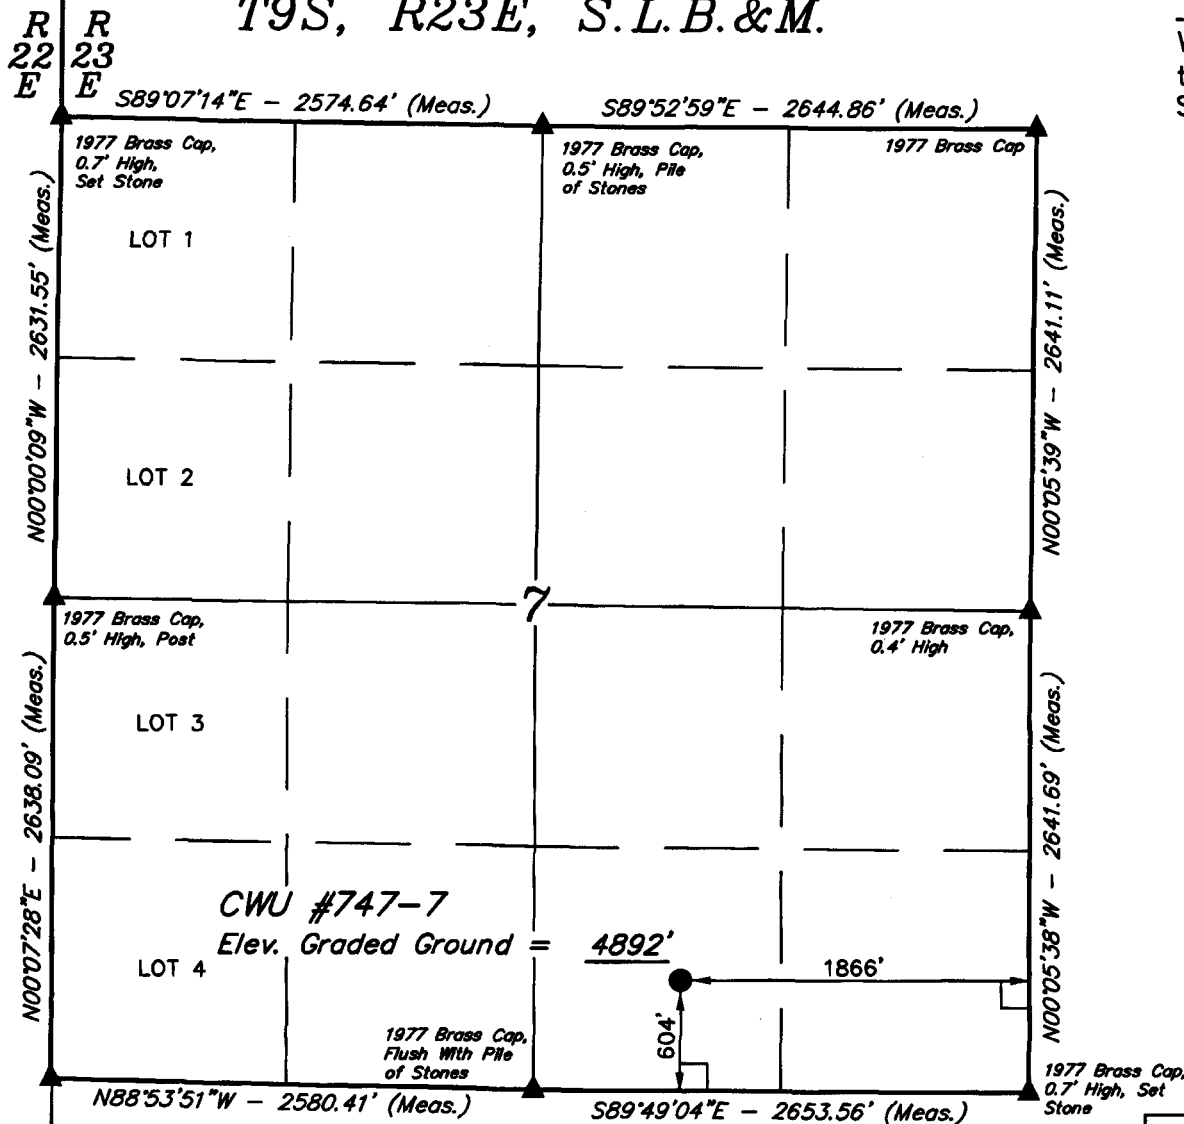 T9S, R23E, S.L.B.&M.
R R
22 23
E E
S89°07'14"E - 2574.64' (Meas.)
S89°52'59"E - 2644.86' (Meas.)
1977 Brass Cap,
0.7' High,
Set Stone
1977 Brass Cap,
0.5' High, Pile
of Stones
1977 Brass Cap
N00°00'09"W - 2631.55' (Meas.)
LOT 1
N00°05'39"W - 2641.11' (Meas.)
LOT 2
7
1977 Brass Cap,
0.5' High, Post
1977 Brass Cap,
0.4' High
N00°07'28"E - 2638.09' (Meas.)
LOT 3
N00°05'38"W - 2641.69' (Meas.)
CWU #747-7
Elev. Graded Ground = 4892'
LOT 4
1866'
604'
1977 Brass Cap,
Flush With Pile
of Stones
1977 Brass Cap,
0.7' High, Set
Stone
N88°53'51"W - 2580.41' (Meas.)
S89°49'04"E - 2653.56' (Meas.)